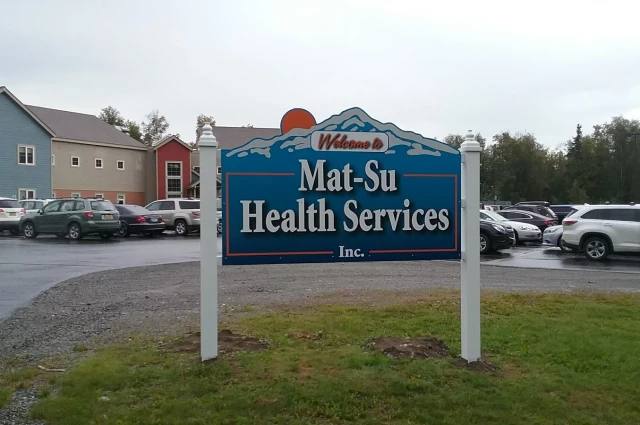 Welcome to
Mat-Su
Health Services
Inc.